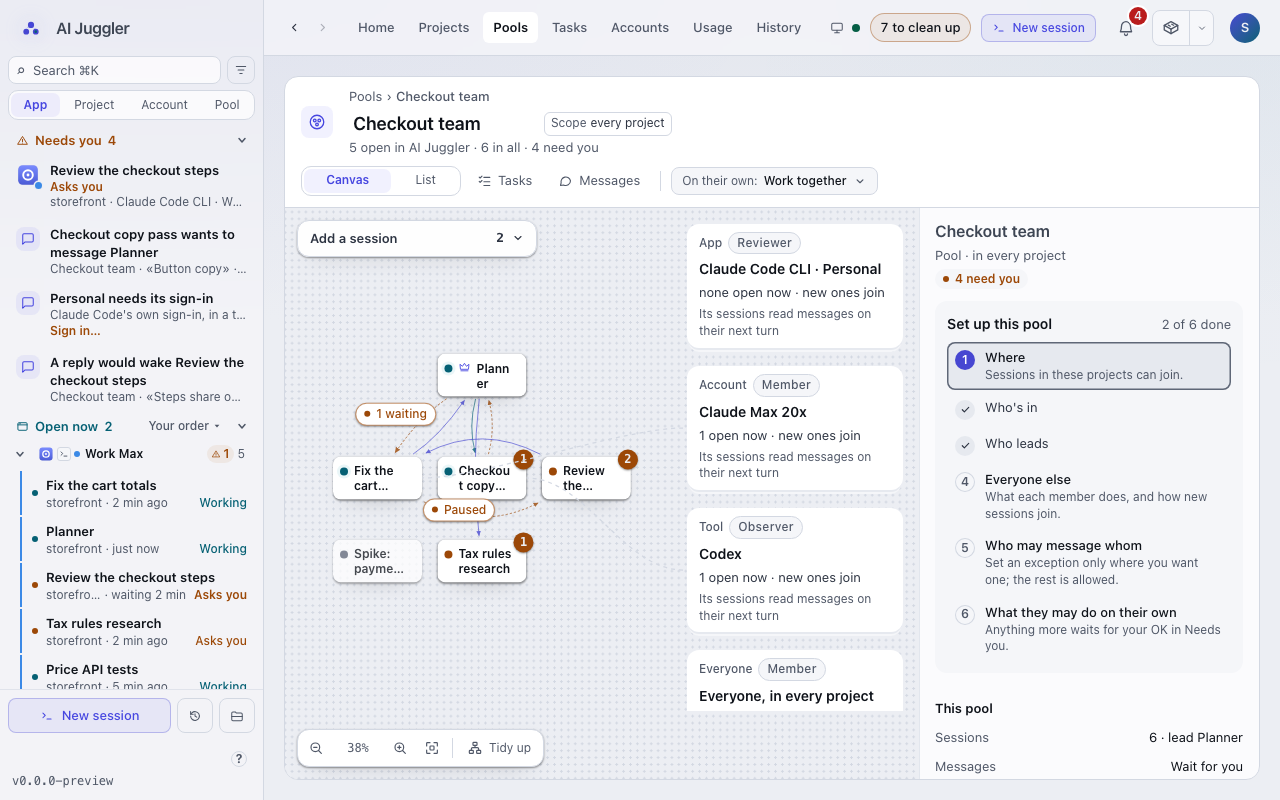 AI Juggler
Search ⌘K
App
Project
Account
Pool
Needs you 4
Review the checkout steps
Asks you
storefront · Claude Code CLI · W…
Checkout copy pass wants to
message Planner
Checkout team · «Button copy» ·…
Personal needs its sign-in
Claude Code's own sign-in, in a t…
Sign in…
A reply would wake Review the
checkout steps
Checkout team · «Steps share o…
Open now 2
Your order
Work Max
1
5
Fix the cart totals
storefront · 2 min ago
Working
Planner
storefront · just now
Working
Review the checkout steps
storefro… · waiting 2 min
Asks you
Tax rules research
storefront · 2 min ago
Asks you
Price API tests
storefront · 5 min ago
Working
New session
?
v0.0.0-preview
Home
Projects
Pools
Tasks
Accounts
Usage
History
7 to clean up
New session
4
S
Pools › Checkout team
Checkout team
Scope every project
5 open in AI Juggler · 6 in all · 4 need you
Canvas
List
Tasks
Messages
On their own: Work together
Add a session
2
Plann
er
1 waiting
Fix the
cart…
1
Checkou
t copy…
2
Review
the…
Paused
Spike:
payme…
1
Tax rules
research
38%
Tidy up
App
Reviewer
Claude Code CLI · Personal
none open now · new ones join
Its sessions read messages on
their next turn
Account
Member
Claude Max 20x
1 open now · new ones join
Its sessions read messages on
their next turn
Tool
Observer
Codex
1 open now · new ones join
Its sessions read messages on
their next turn
Everyone
Member
Everyone, in every project
Checkout team
Pool · in every project
4 need you
Set up this pool
2 of 6 done
1
Where
Sessions in these projects can join.
Who's in
Who leads
4
Everyone else
What each member does, and how new
sessions join.
5
Who may message whom
Set an exception only where you want
one; the rest is allowed.
6
What they may do on their own
Anything more waits for your OK in Needs
you.
This pool
Sessions
6 · lead Planner
Messages
Wait for you